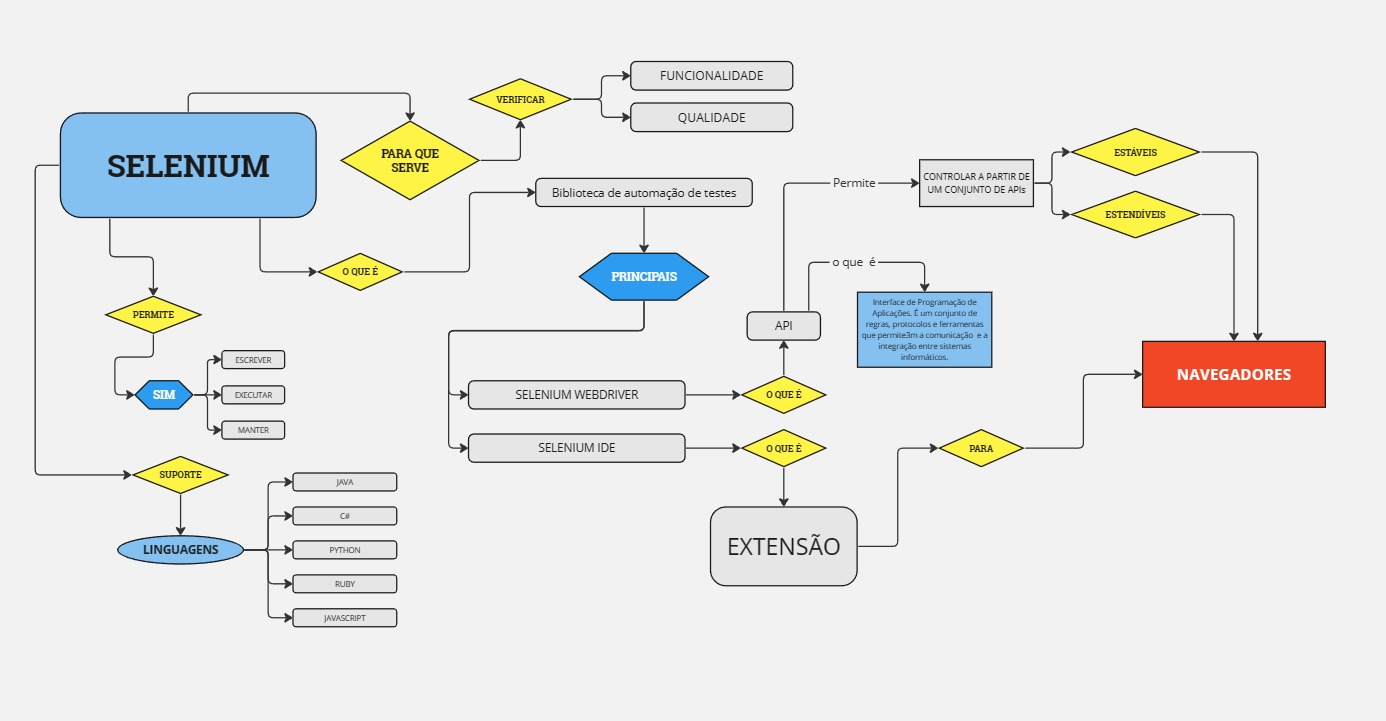 SELENIUM
PARA QUE
SERVE
VERIFICAR
FUNCIONALIDADE
QUALIDADE
O QUE É
Biblioteca de automação de testes
PRINCIPAIS
PERMITE
SIM
ESCREVER
EXECUTAR
MANTER
SUPORTE
LINGUAGENS
JAVA
C#
PYTHON
RUBY
JAVASCRIPT
SELENIUM WEBDRIVER
O QUE É
API
Permite
CONTROLAR A PARTIR DE
UM CONJUNTO DE APIs
ESTÁVEIS
ESTENDÍVEIS
o que é
Interface de Programação de
Aplicações. É um conjunto de
regras, protocolos e ferramentas
que permite3m a comunicação e a
integração entre sistemas
informáticos.
SELENIUM IDE
O QUE É
EXTENSÃO
PARA
NAVEGADORES